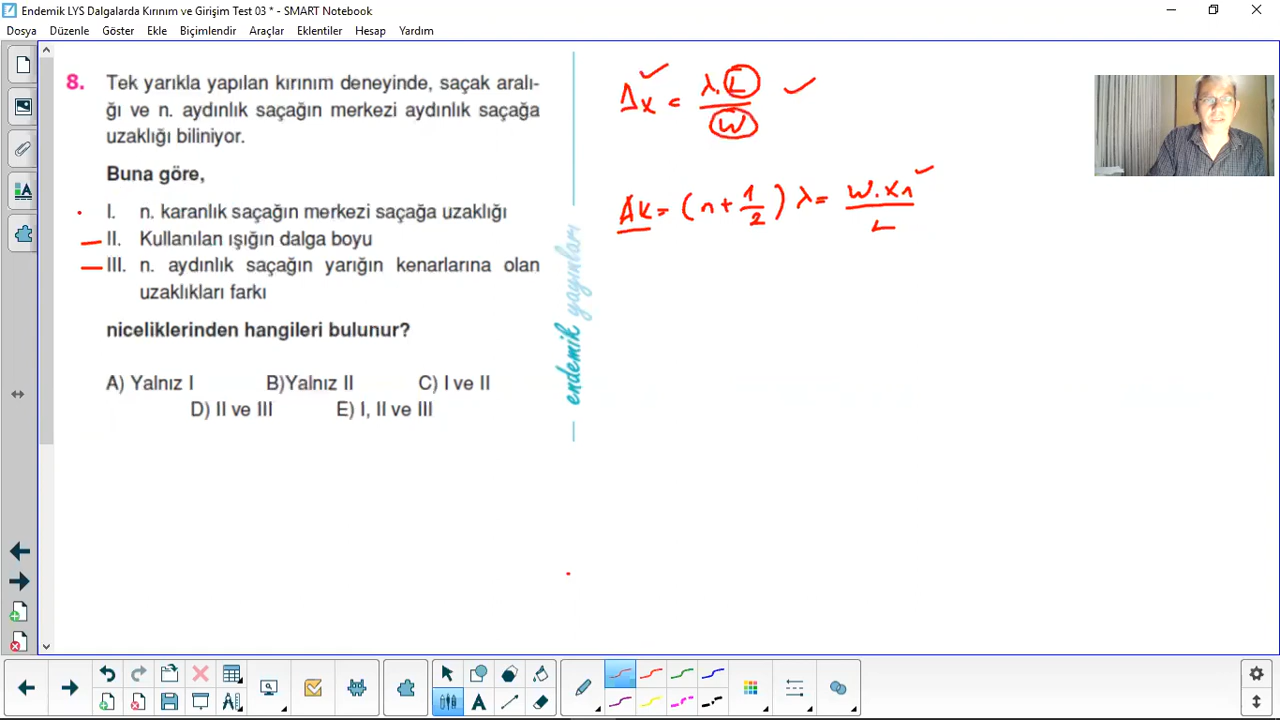 Endemik LYS Dalgalarda Kırınım ve Girişim Test 03 * - SMART Notebook
Dosya Düzenle Göster Ekle Biçimlendiri Araçlar Eklentiler Hesap Yardım
8. Tek yarıkla yapılan kırınım deneyinde, saçak aralı-
ğı ve n. aydınlık saçağın merkezi aydınlık saçağa
uzaklığı biliniyor.
Buna göre,
I. n. karanlık saçağın merkezi saçağa uzaklığı
II. Kullanılan ışığın dalga boyu
III. n. aydınlık saçağın yarığın kenarlarına olan
uzaklıkları farkı
niceliklerinden hangileri bulunur?
A) Yalnız I B)Yalnız II C) I ve II
D) II ve III E) I, II ve III
endemik yayınları
Δx = λ.L / w
AK = (n + 1/2) λ = w.xn / L